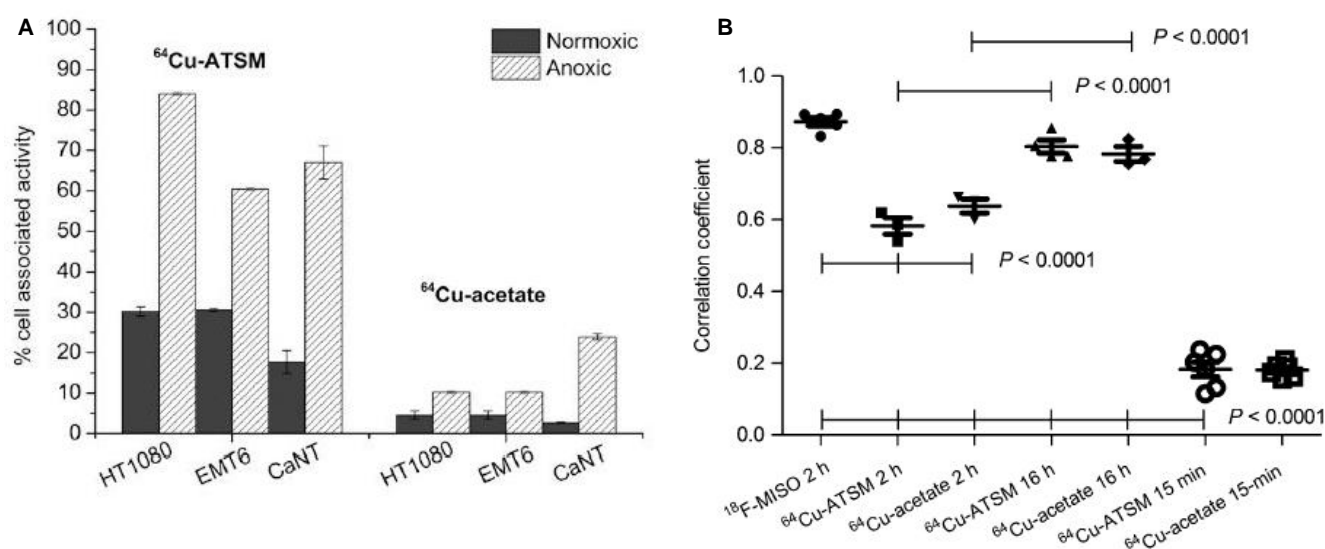 A
% cell associated activity
100
90
80
70
60
50
40
30
20
10
0
⁶⁴Cu-ATSM
Normoxic
Anoxic
⁶⁴Cu-acetate
HT1080
EMT6
CaNT
HT1080
EMT6
CaNT
B
Correlation coefficient
1.0
0.8
0.6
0.4
0.2
0.0
P < 0.0001
P < 0.0001
P < 0.0001
P < 0.0001
¹⁸F-MISO 2 h
⁶⁴Cu-ATSM 2 h
⁶⁴Cu-acetate 2 h
⁶⁴Cu-ATSM 16 h
⁶⁴Cu-acetate 16 h
⁶⁴Cu-ATSM 15 min
⁶⁴Cu-acetate 15-min